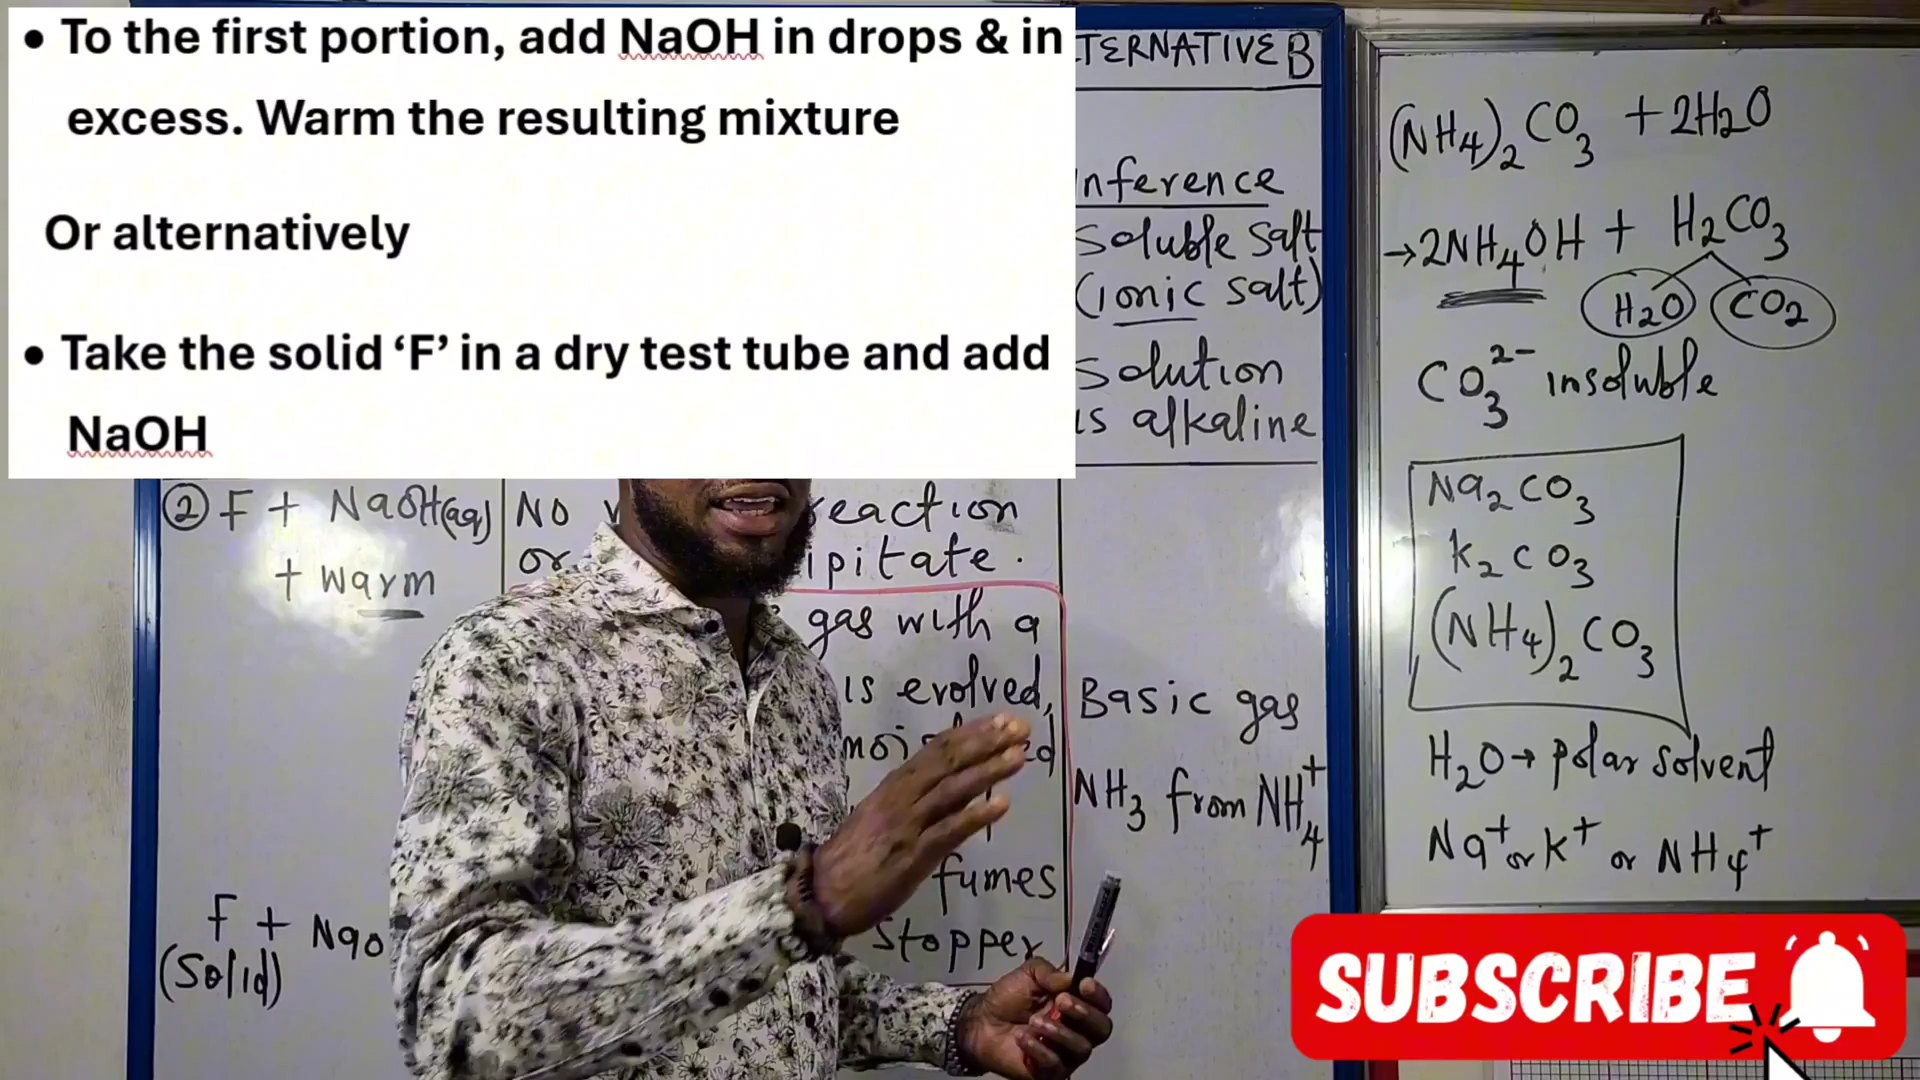 • To the first portion, add NaOH in drops & in
excess. Warm the resulting mixture
Or alternatively
• Take the solid ‘F’ in a dry test tube and add
NaOH
TERNATIVE B
nference
Soluble salt
(ionic salt)
Solution
is alkaline
② F + NaOH(aq)
+ warm
No reaction
or ipitate.
gas with a
is evolved,
fumes
stopper
Basic gas
NH3 from NH4+
F + NaO
(Solid)
(NH4)2CO3 + 2H2O
→ 2NH4OH + H2CO3
H2O CO2
CO3 2- insoluble
Na2CO3
K2CO3
(NH4)2CO3
H2O → polar solvent
Na+ or K+ or NH4+
SUBSCRIBE